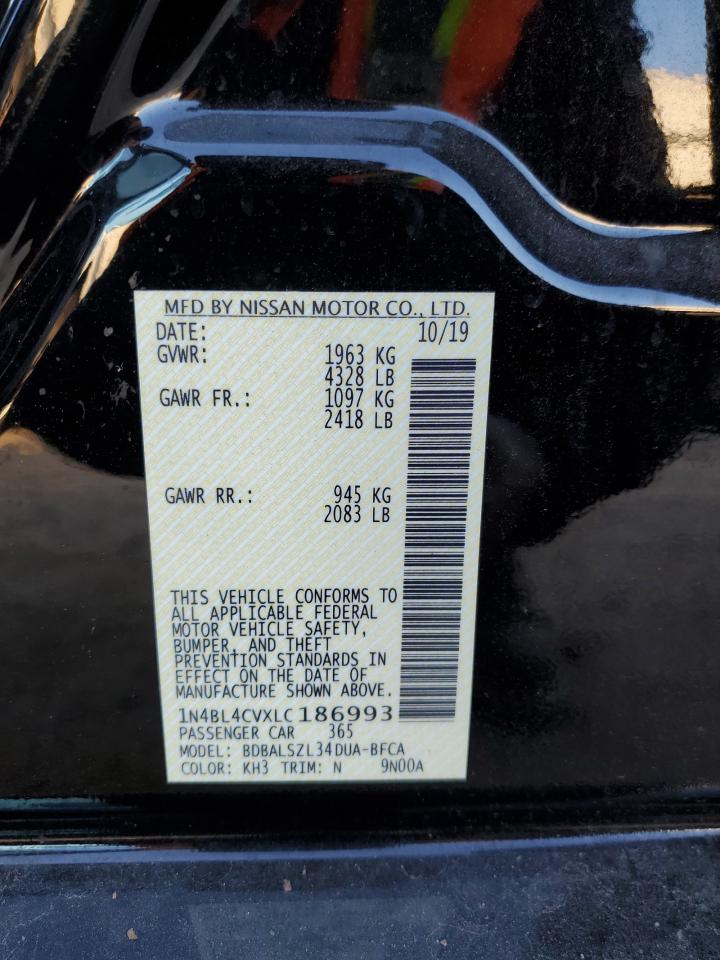 MFD BY NISSAN MOTOR CO., LTD.
DATE: 10/19
GVWR: 1963 KG
4328 LB
GAWR FR.: 1097 KG
2418 LB
GAWR RR.: 945 KG
2083 LB
THIS VEHICLE CONFORMS TO
ALL APPLICABLE FEDERAL
MOTOR VEHICLE SAFETY,
BUMPER, AND THEFT
PREVENTION STANDARDS IN
EFFECT ON THE DATE OF
MANUFACTURE SHOWN ABOVE.
1N4BL4CVXLC186993
PASSENGER CAR 365
MODEL: BDBALSZL34DUA-BFCA
COLOR: KH3 TRIM: N 9N00A